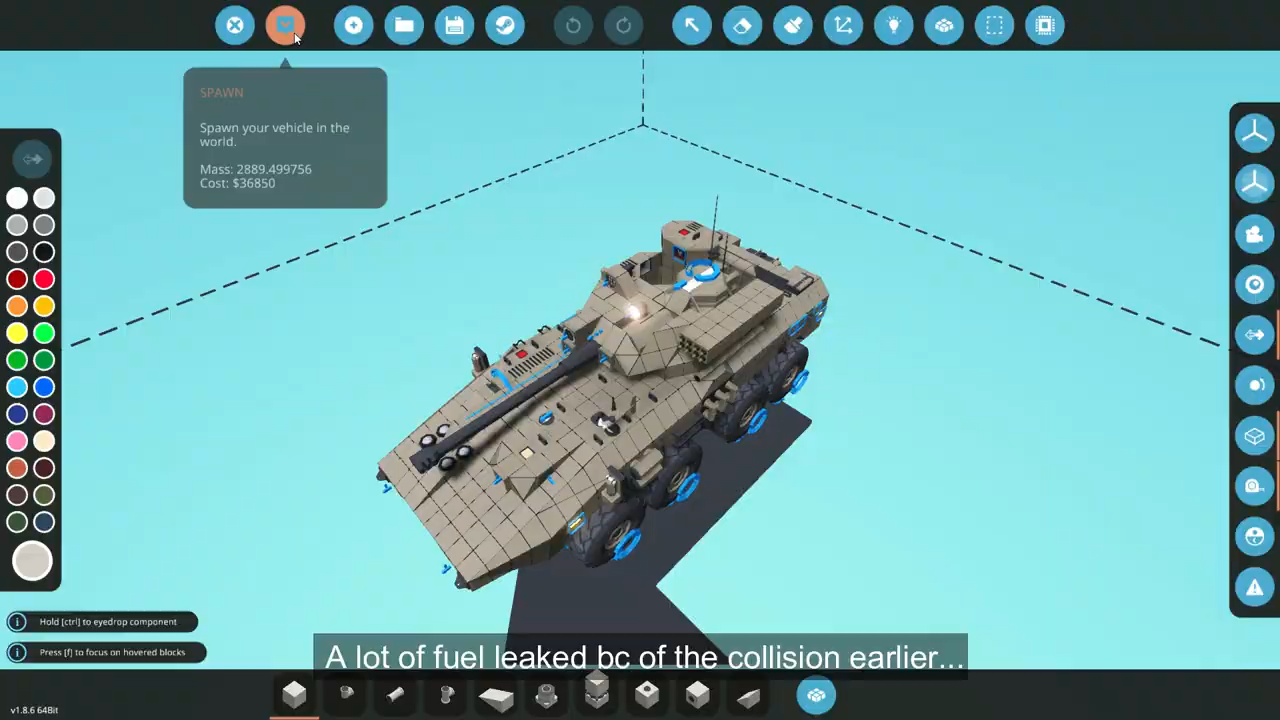 SPAWN
Spawn your vehicle in the
world.
Mass: 2889.499756
Cost: $36850
Hold [ctrl] to eyedrop component
Press [f] to focus on hovered blocks
A lot of fuel leaked bc of the collision earlier...
v1.8.6 64Bit